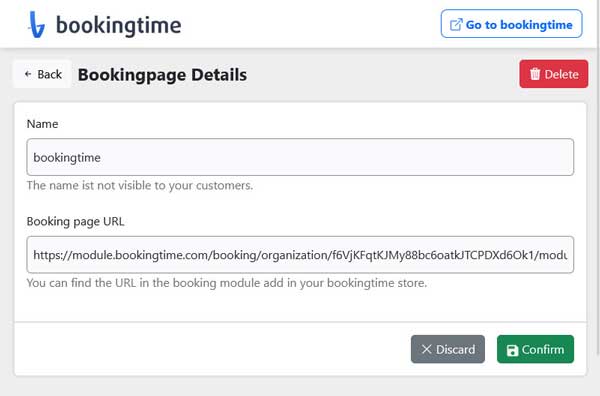 bookingtime
Go to bookingtime
Back
Bookingpage Details
Delete
Name
bookingtime
The name ist not visible to your customers.
Booking page URL
https://module.bookingtime.com/booking/organization/f6VjKFqtKJMy88bc6oatkJTCPDXd6Ok1/modu
You can find the URL in the booking module add in your bookingtime store.
Discard
Confirm